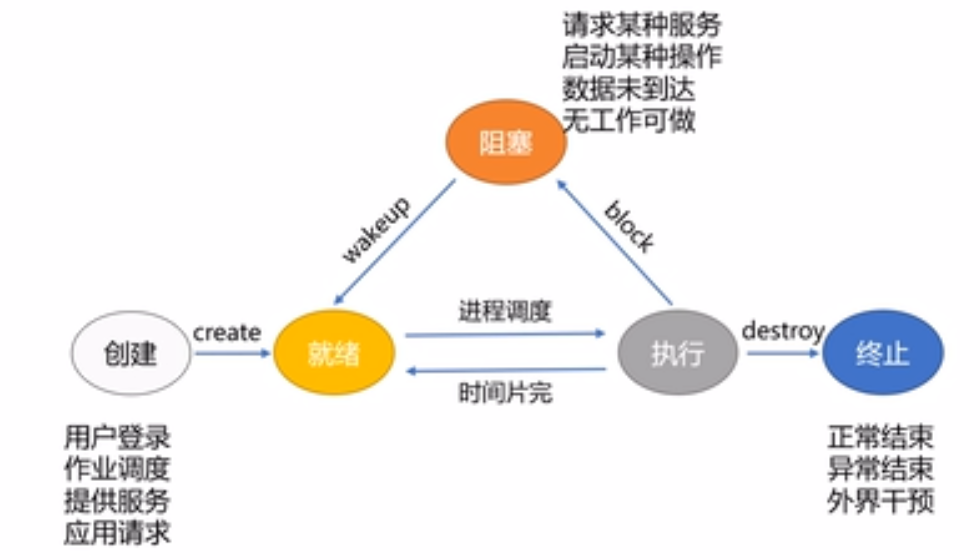 请求某种服务
启动某种操作
数据未到达
无工作可做
阻塞
wakeup
block
创建
create
就绪
进程调度
时间片完
执行
destroy
终止
用户登录
作业调度
提供服务
应用请求
正常结束
异常结束
外界干预